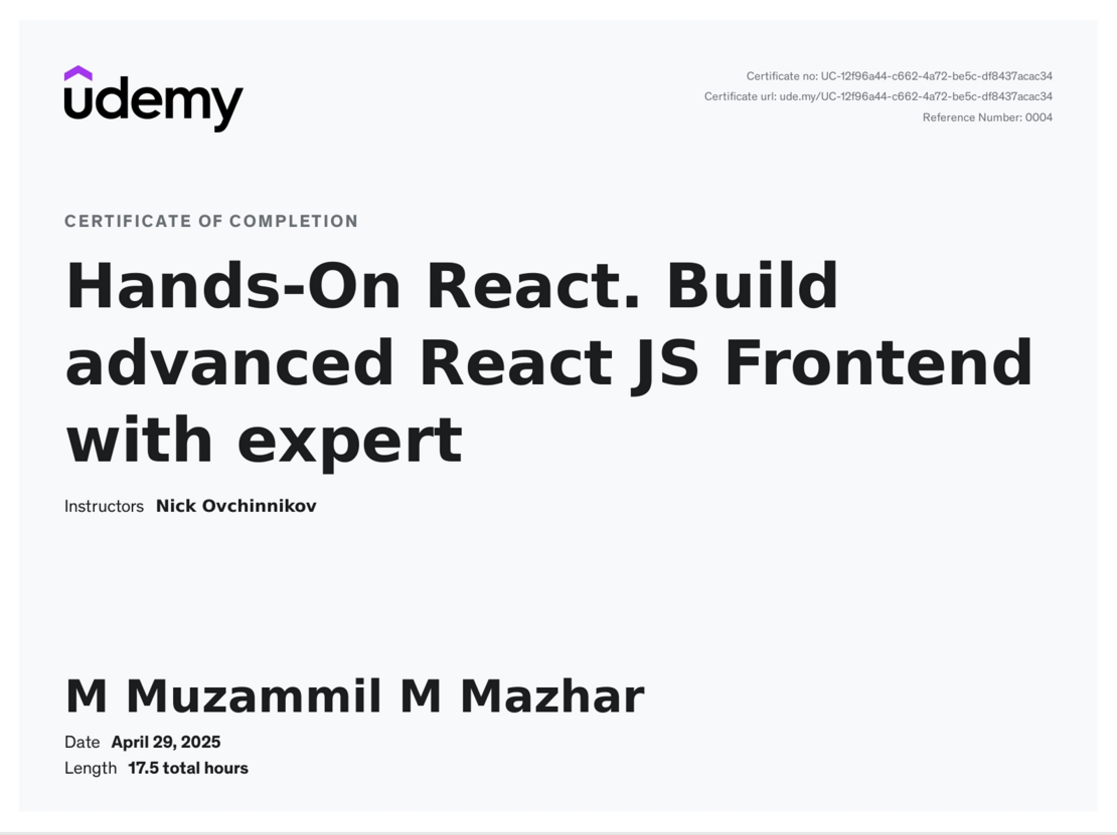 udemy
Certificate no: UC-12f96a44-c662-4a72-be5c-df8437acac34
Certificate url: ude.my/UC-12f96a44-c662-4a72-be5c-df8437acac34
Reference Number: 0004
CERTIFICATE OF COMPLETION
Hands-On React. Build
advanced React JS Frontend
with expert
Instructors Nick Ovchinnikov
M Muzammil M Mazhar
Date April 29, 2025
Length 17.5 total hours